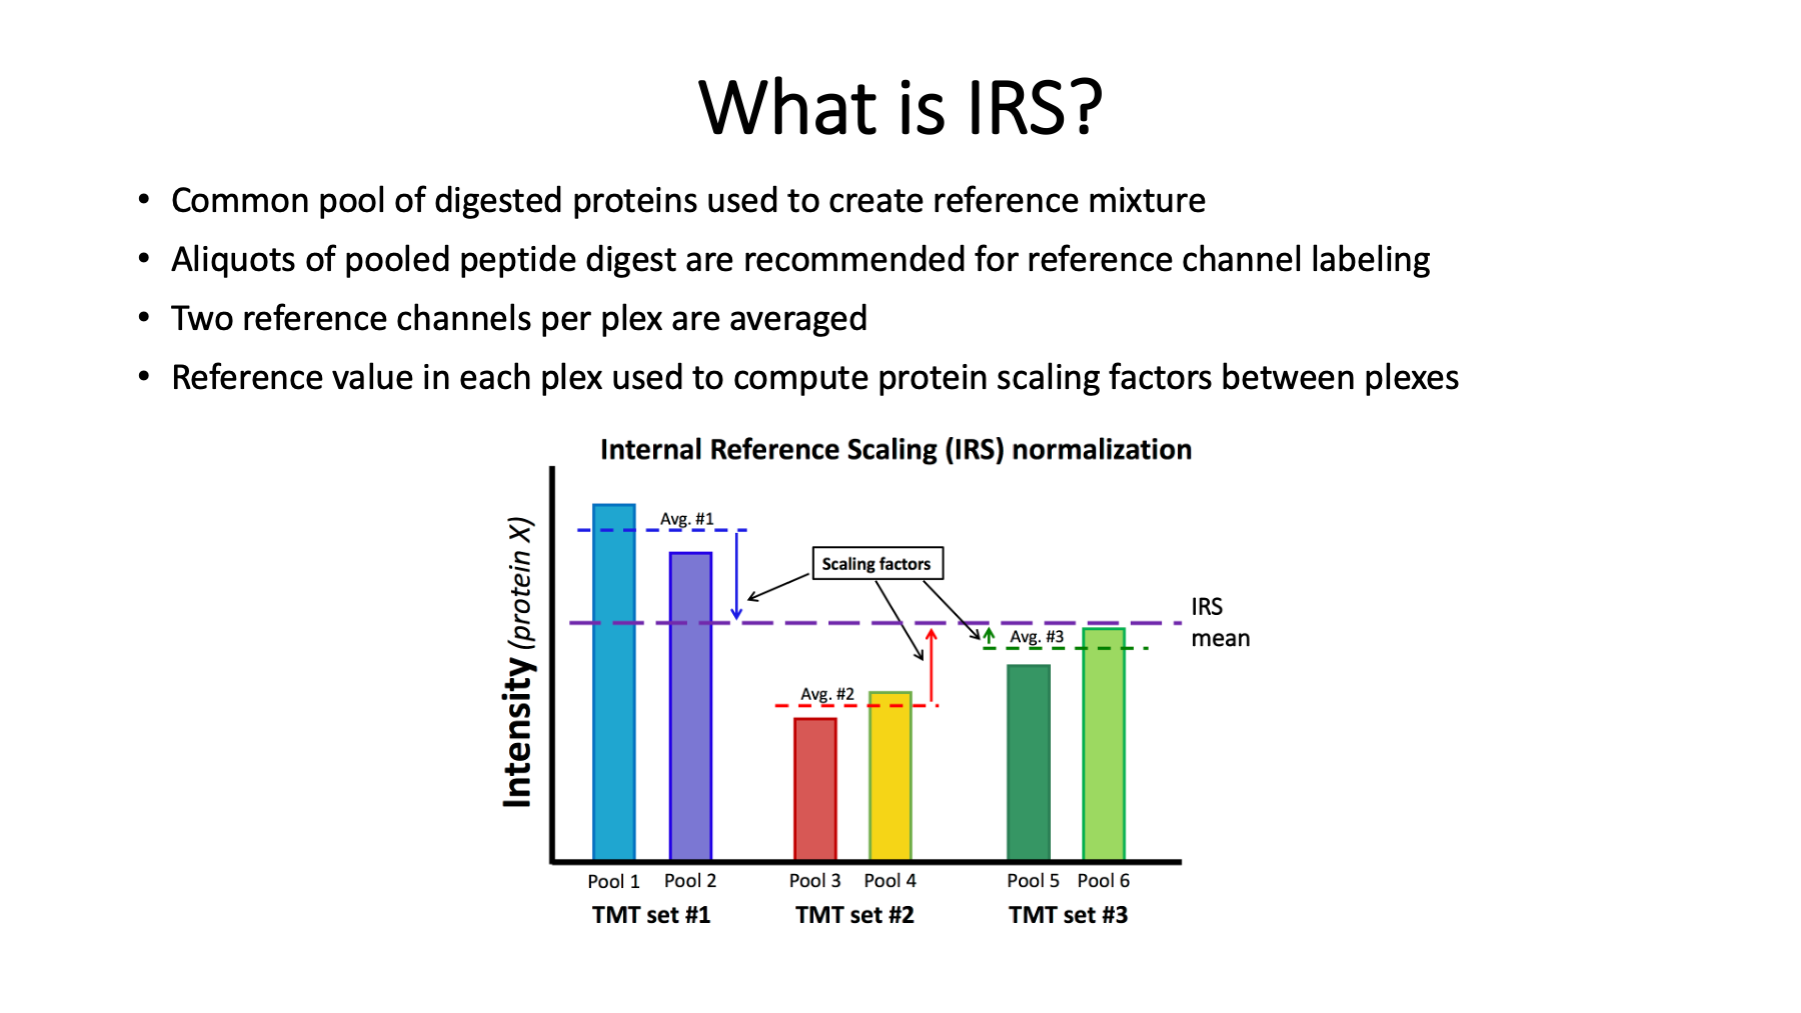 What is IRS?
• Common pool of digested proteins used to create reference mixture
• Aliquots of pooled peptide digest are recommended for reference channel labeling
• Two reference channels per plex are averaged
• Reference value in each plex used to compute protein scaling factors between plexes
Internal Reference Scaling (IRS) normalization
Intensity (protein X)
Avg. #1
Scaling factors
IRS
mean
Avg. #3
Avg. #2
Pool 1 Pool 2 Pool 3 Pool 4 Pool 5 Pool 6
TMT set #1 TMT set #2 TMT set #3